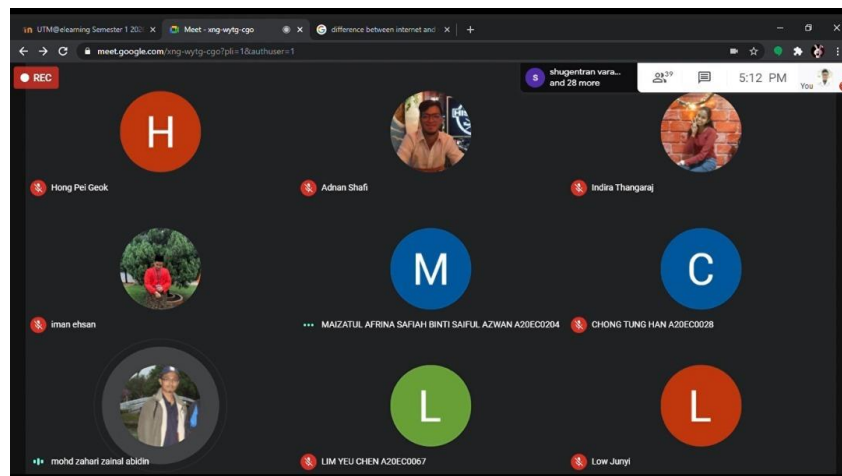 UTM@elearning Semester 1 202
Meet - xng-wytg-cgo
difference between internet and
meet.google.com/xng-wytg-cgo?pli=1&authuser=1
REC
S
shugentran vara...
and 28 more
39
5:12 PM
You
H
Hong Pei Geok
Adnan Shafi
Indira Thangaraj
iman ehsan
M
MAIZATUL AFRINA SAFIAH BINTI SAIFUL AZWAN A20EC0204
C
CHONG TUNG HAN A20EC0028
mohd zahari zainal abidin
L
LIM YEU CHEN A20EC0067
L
Low Junyi